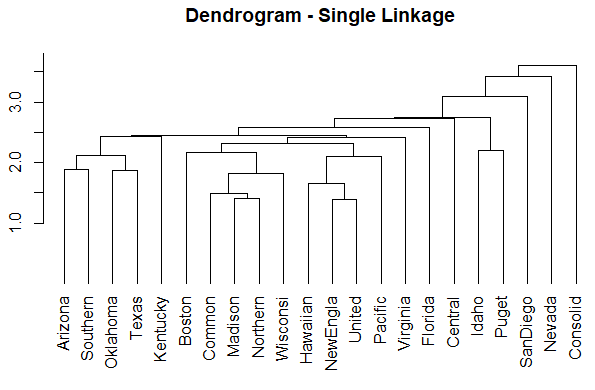 Dendrogram - Single Linkage
3.0
2.0
1.0
Arizona
Southern
Oklahoma
Texas
Kentucky
Boston
Common
Madison
Northern
Wisconsi
Hawaiian
NewEngla
United
Pacific
Virginia
Florida
Central
Idaho
Puget
SanDiego
Nevada
Consolid